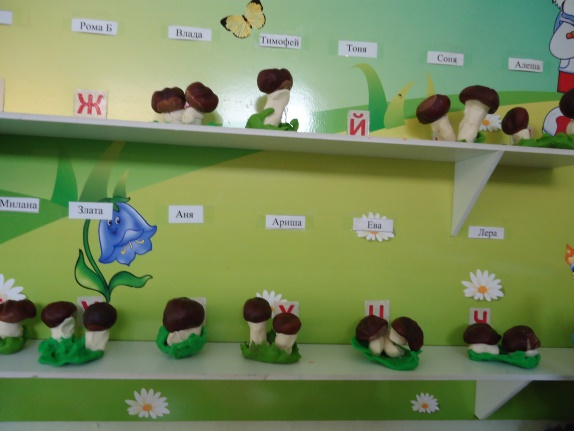 Рома Б
Влада
Тимофей
Тоня
Соня
Алеша
Ж
Й
Милана
Злата
Аня
Ариша
Ева
Лера